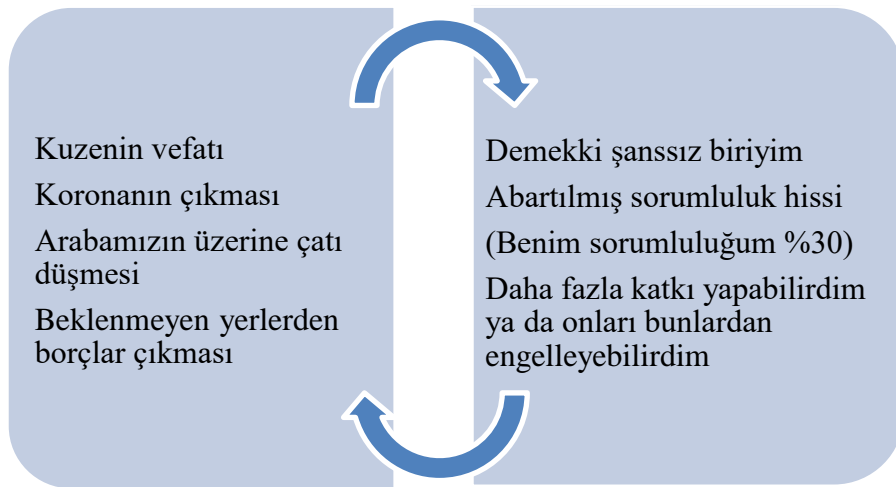 Kuzenin vefatı
Koronanın çıkması
Arabamızın üzerine çatı
düşmesi
Beklenmeyen yerlerden
borçlar çıkması
Demekki şanssız biriyim
Abartılmış sorumluluk hissi
(Benim sorumluluğum %30)
Daha fazla katkı yapabilirdim
ya da onları bunlardan
engelleyebilirdim